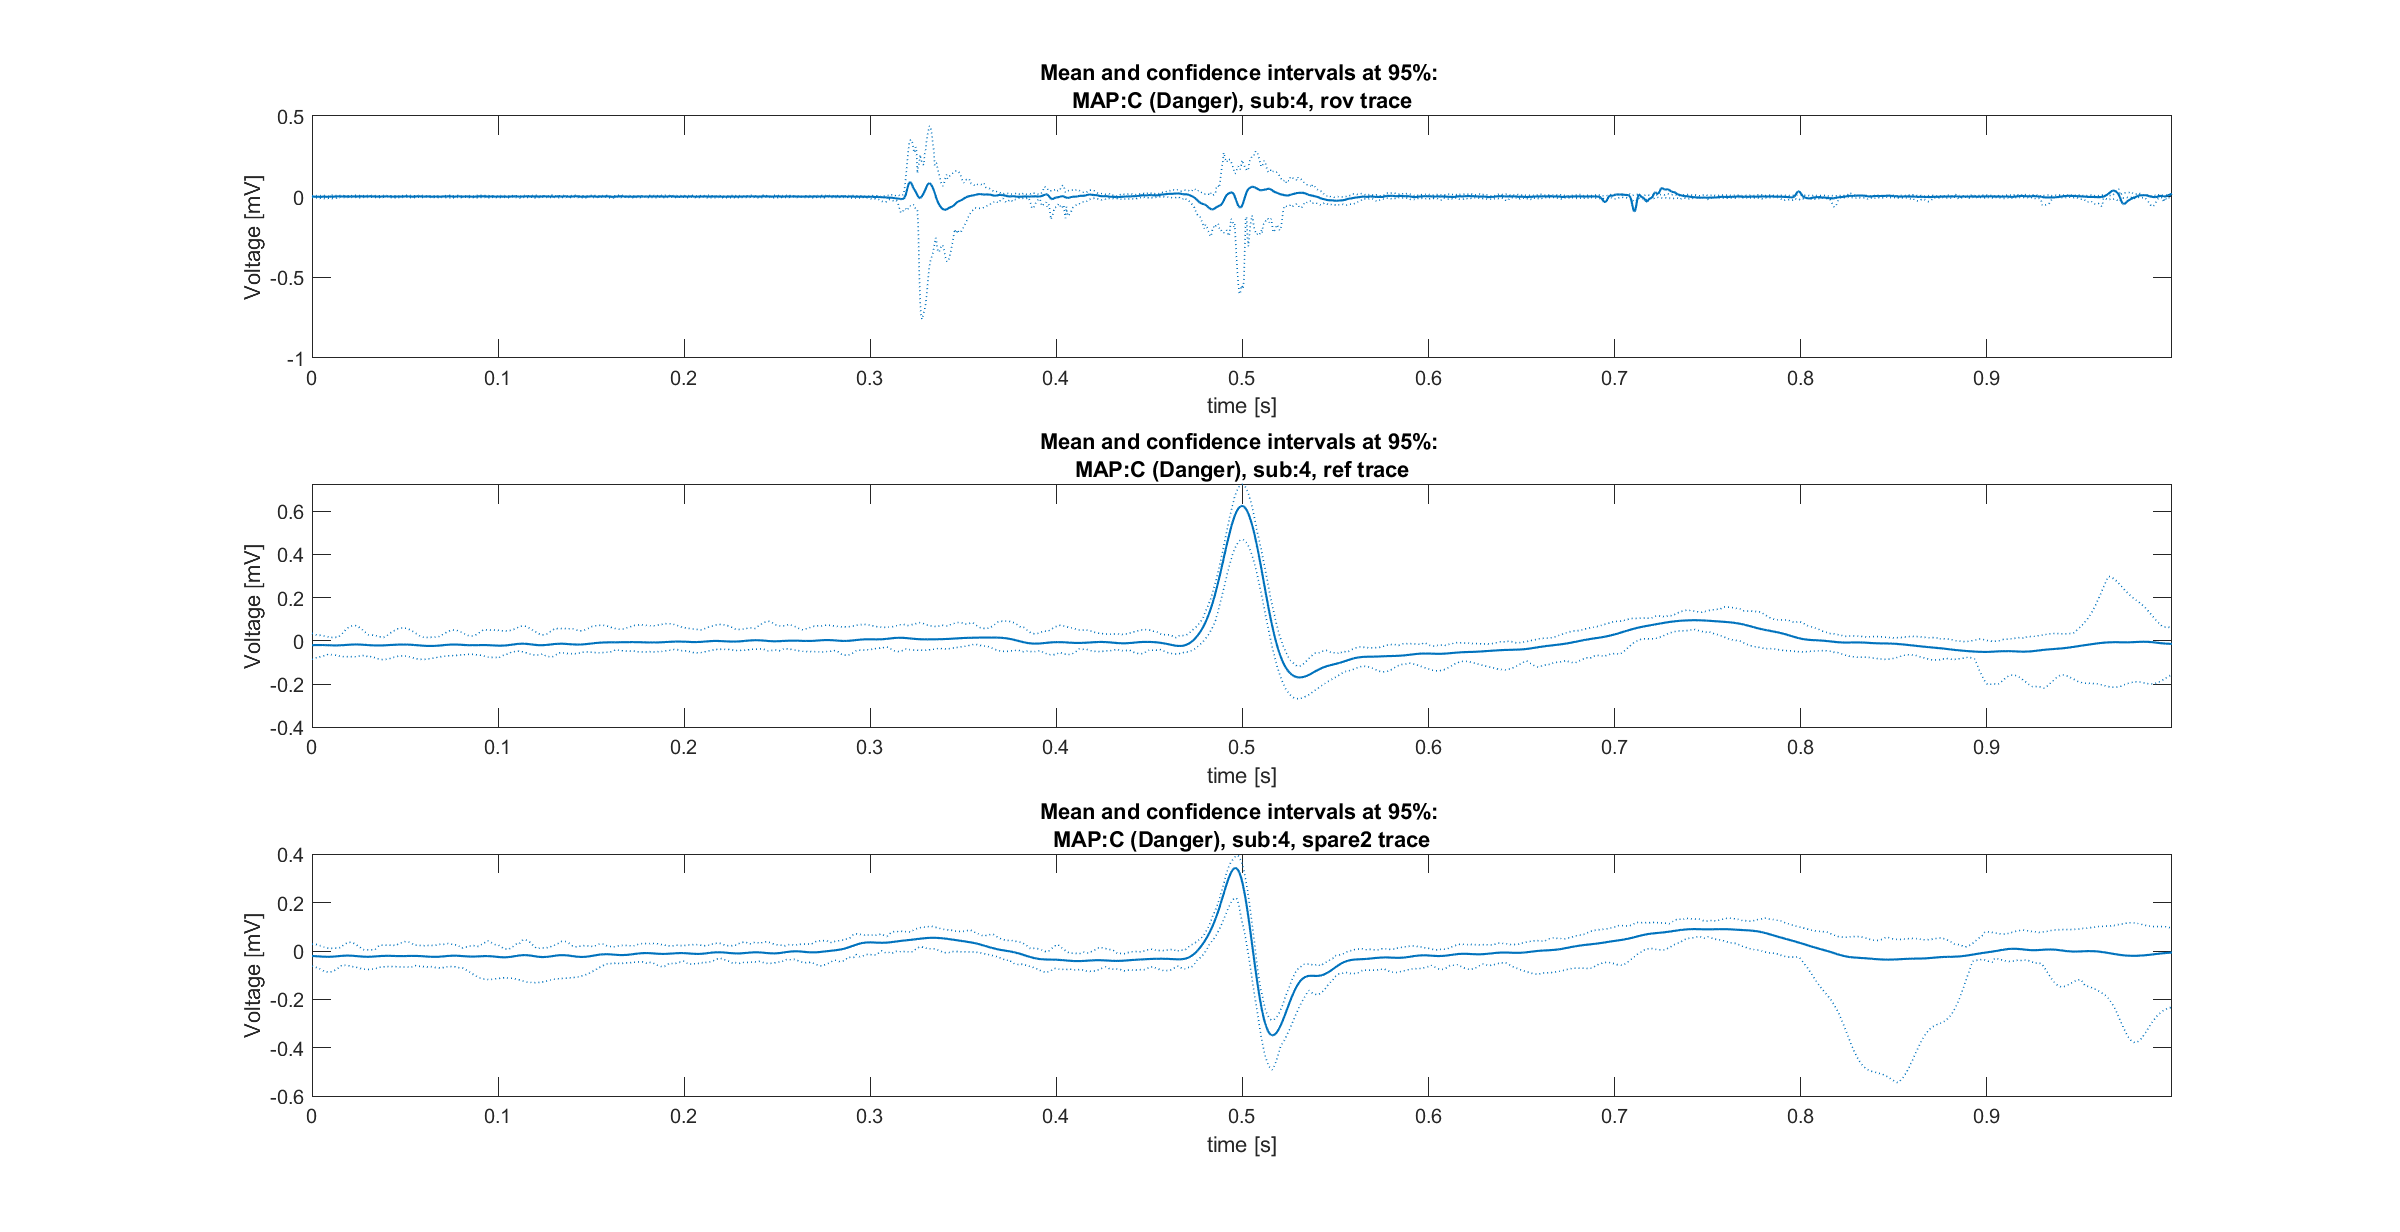 Mean and confidence intervals at 95%:
MAP:C (Danger), sub:4, rov trace
0.5
0
-0.5
-1
Voltage [mV]
0 0.1 0.2 0.3 0.4 0.5 0.6 0.7 0.8 0.9
time [s]
Mean and confidence intervals at 95%:
MAP:C (Danger), sub:4, ref trace
0.6
0.4
0.2
0
-0.2
-0.4
Voltage [mV]
0 0.1 0.2 0.3 0.4 0.5 0.6 0.7 0.8 0.9
time [s]
Mean and confidence intervals at 95%:
MAP:C (Danger), sub:4, spare2 trace
0.4
0.2
0
-0.2
-0.4
-0.6
Voltage [mV]
0 0.1 0.2 0.3 0.4 0.5 0.6 0.7 0.8 0.9
time [s]